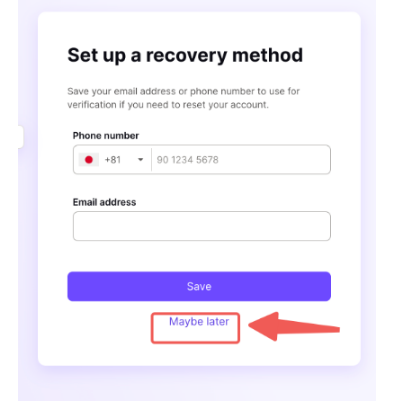 Set up a recovery method
Save your email address or phone number to use for
verification if you need to reset your account.
Phone number
+81 90 1234 5678
Email address
Save
Maybe later